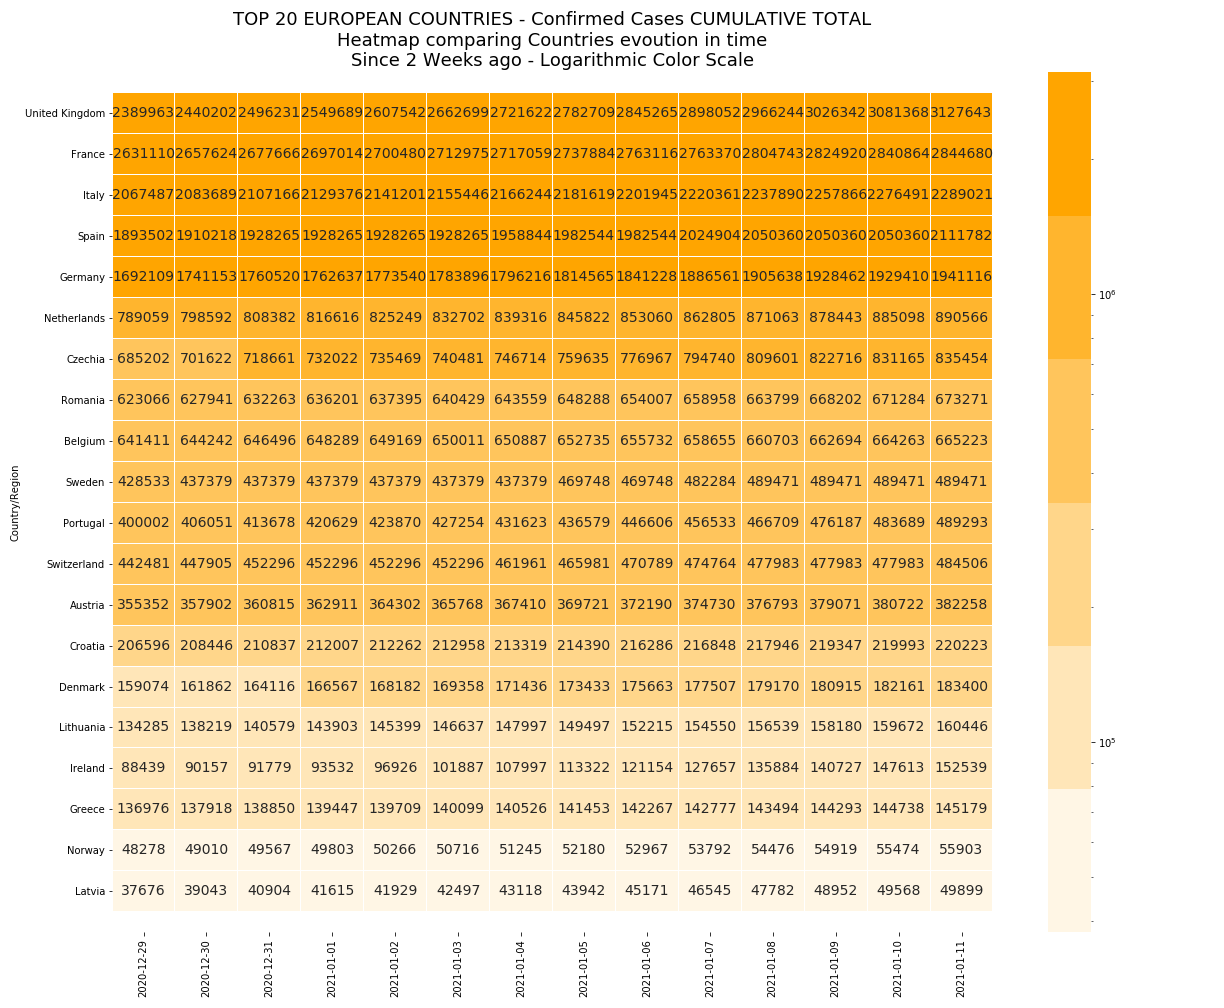 TOP 20 EUROPEAN COUNTRIES - Confirmed Cases CUMULATIVE TOTAL
Heatmap comparing Countries evoution in time
Since 2 Weeks ago - Logarithmic Color Scale
Country/Region
United Kingdom 2389963 2440202 2496231 2549689 2607542 2662699 2721622 2782709 2845265 2898052 2966244 3026342 3081368 3127643
France 2631110 2657624 2677666 2697014 2700480 2712975 2717059 2737884 2763116 2763370 2804743 2824920 2840864 2844680
Italy 2067487 2083689 2107166 2129376 2141201 2155446 2166244 2181619 2201945 2220361 2237890 2257866 2276491 2289021
Spain 1893502 1910218 1928265 1928265 1928265 1928265 1958844 1982544 1982544 2024904 2050360 2050360 2050360 2111782
Germany 1692109 1741153 1760520 1762637 1773540 1783896 1796216 1814565 1841228 1886561 1905638 1928462 1929410 1941116
Netherlands 789059 798592 808382 816616 825249 832702 839316 845822 853060 862805 871063 878443 885098 890566
Czechia 685202 701622 718661 732022 735469 740481 746714 759635 776967 794740 809601 822716 831165 835454
Romania 623066 627941 632263 636201 637395 640429 643559 648288 654007 658958 663799 668202 671284 673271
Belgium 641411 644242 646496 648289 649169 650011 650887 652735 655732 658655 660703 662694 664263 665223
Sweden 428533 437379 437379 437379 437379 437379 437379 469748 469748 482284 489471 489471 489471 489471
Portugal 400002 406051 413678 420629 423870 427254 431623 436579 446606 456533 466709 476187 483689 489293
Switzerland 442481 447905 452296 452296 452296 452296 461961 465981 470789 474764 477983 477983 477983 484506
Austria 355352 357902 360815 362911 364302 365768 367410 369721 372190 374730 376793 379071 380722 382258
Croatia 206596 208446 210837 212007 212262 212958 213319 214390 216286 216848 217946 219347 219993 220223
Denmark 159074 161862 164116 166567 168182 169358 171436 173433 175663 177507 179170 180915 182161 183400
Lithuania 134285 138219 140579 143903 145399 146637 147997 149497 152215 154550 156539 158180 159672 160446
Ireland 88439 90157 91779 93532 96926 101887 107997 113322 121154 127657 135884 140727 147613 152539
Greece 136976 137918 138850 139447 139709 140099 140526 141453 142267 142777 143494 144293 144738 145179
Norway 48278 49010 49567 49803 50266 50716 51245 52180 52967 53792 54476 54919 55474 55903
Latvia 37676 39043 40904 41615 41929 42497 43118 43942 45171 46545 47782 48952 49568 49899
2020-12-29 2020-12-30 2020-12-31 2021-01-01 2021-01-02 2021-01-03 2021-01-04 2021-01-05 2021-01-06 2021-01-07 2021-01-08 2021-01-09 2021-01-10 2021-01-11
10⁶
10⁵